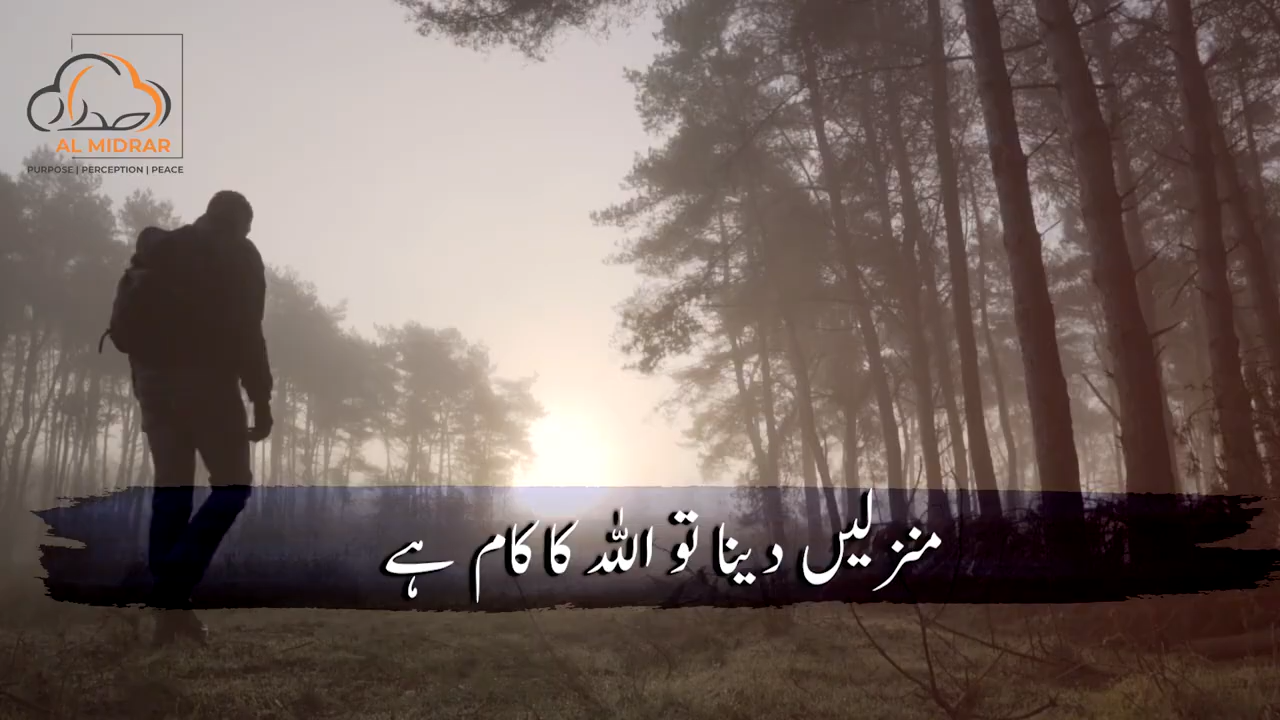 AL MIDRAR
PURPOSE | PERCEPTION | PEACE
منزلیں دینا تو اللہ کا کام ہے